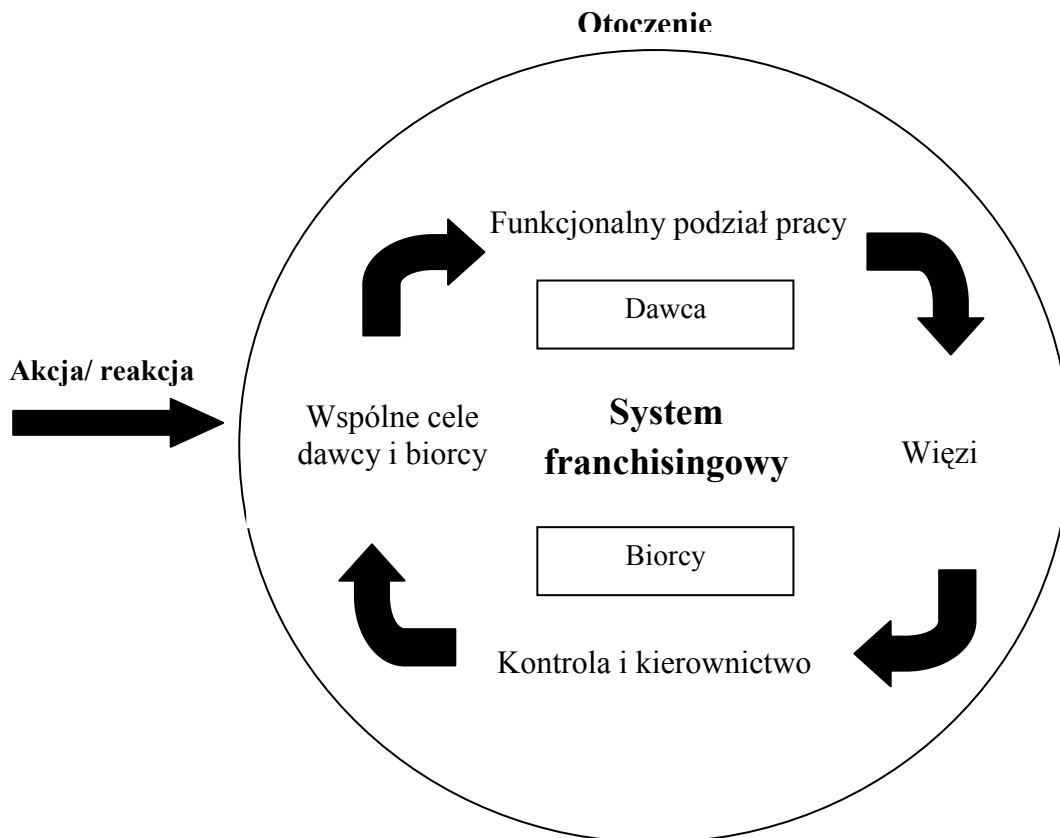 Otoczenie
Funkcjonalny podział pracy
Dawca
Akcja/ reakcja
Wspólne cele
dawcy i biorcy
System
franchisingowy
Więzi
Biorcy
Kontrola i kierownictwo